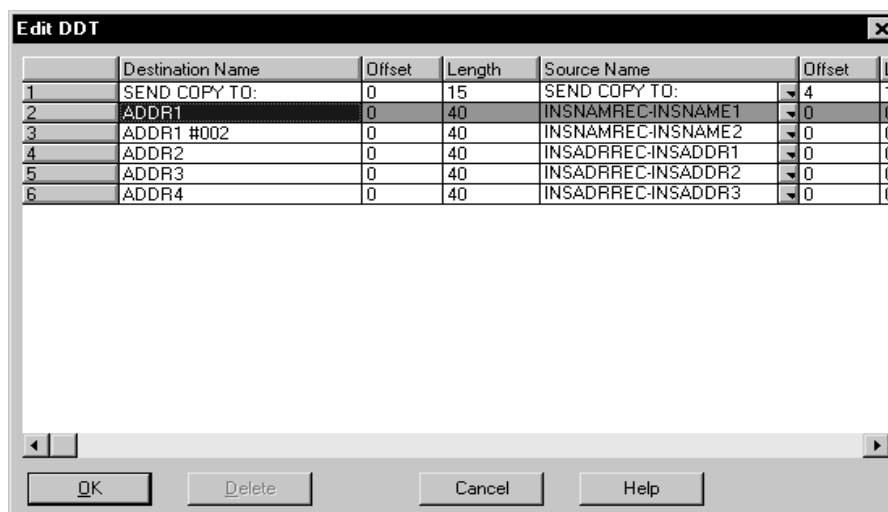 Edit DDT
Destination Name Offset Length Source Name Offset
1 SEND COPY TO: 0 15 SEND COPY TO: 4
2 ADDR1 0 40 INSNAMREC-INSNAME1 0
3 ADDR1 #002 0 40 INSNAMREC-INSNAME2 0
4 ADDR2 0 40 INSADRREC-INSADDR1 0
5 ADDR3 0 40 INSADRREC-INSADDR2 0
6 ADDR4 0 40 INSADRREC-INSADDR3 0
OK Delete Cancel Help